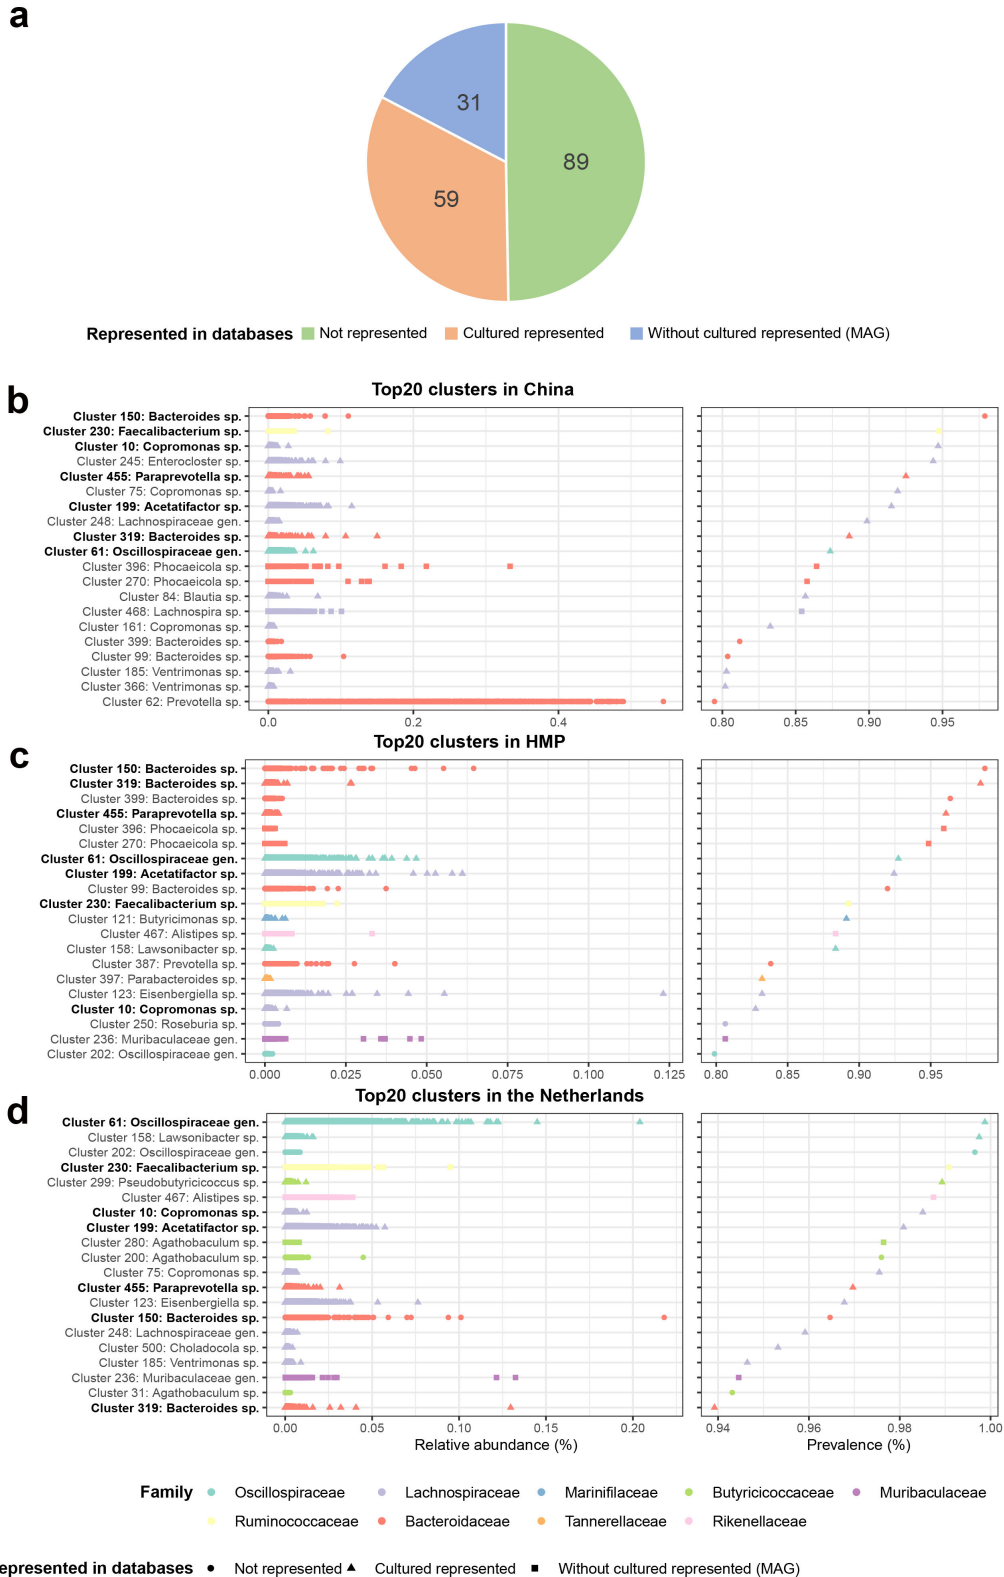 a
31
89
59
Represented in databases Not represented Cultured represented Without cultured represented (MAG)
b
Top20 clusters in China
Cluster 150: Bacteroides sp.
Cluster 230: Faecalibacterium sp.
Cluster 10: Copromonas sp.
Cluster 245: Enterocloster sp.
Cluster 455: Paraprevotella sp.
Cluster 75: Copromonas sp.
Cluster 199: Acetatifactor sp.
Cluster 248: Lachnospiraceae gen.
Cluster 319: Bacteroides sp.
Cluster 61: Oscillospiraceae gen.
Cluster 396: Phocaeicola sp.
Cluster 270: Phocaeicola sp.
Cluster 84: Blautia sp.
Cluster 468: Lachnospira sp.
Cluster 161: Copromonas sp.
Cluster 399: Bacteroides sp.
Cluster 99: Bacteroides sp.
Cluster 185: Ventrimonas sp.
Cluster 366: Ventrimonas sp.
Cluster 62: Prevotella sp.
0.0 0.2 0.4 0.80 0.85 0.90 0.95
c
Top20 clusters in HMP
Cluster 150: Bacteroides sp.
Cluster 319: Bacteroides sp.
Cluster 399: Bacteroides sp.
Cluster 455: Paraprevotella sp.
Cluster 396: Phocaeicola sp.
Cluster 270: Phocaeicola sp.
Cluster 61: Oscillospiraceae gen.
Cluster 199: Acetatifactor sp.
Cluster 99: Bacteroides sp.
Cluster 230: Faecalibacterium sp.
Cluster 121: Butyricimonas sp.
Cluster 467: Alistipes sp.
Cluster 158: Lawsonibacter sp.
Cluster 387: Prevotella sp.
Cluster 397: Parabacteroides sp.
Cluster 123: Eisenbergiella sp.
Cluster 10: Copromonas sp.
Cluster 250: Roseburia sp.
Cluster 236: Muribaculaceae gen.
Cluster 202: Oscillospiraceae gen.
0.000 0.025 0.050 0.075 0.100 0.125 0.80 0.85 0.90 0.95
d
Top20 clusters in the Netherlands
Cluster 61: Oscillospiraceae gen.
Cluster 158: Lawsonibacter sp.
Cluster 202: Oscillospiraceae gen.
Cluster 230: Faecalibacterium sp.
Cluster 299: Pseudobutyricicoccus sp.
Cluster 467: Alistipes sp.
Cluster 10: Copromonas sp.
Cluster 199: Acetatifactor sp.
Cluster 280: Agathobaculum sp.
Cluster 200: Agathobaculum sp.
Cluster 75: Copromonas sp.
Cluster 455: Paraprevotella sp.
Cluster 123: Eisenbergiella sp.
Cluster 150: Bacteroides sp.
Cluster 248: Lachnospiraceae gen.
Cluster 500: Choladocola sp.
Cluster 185: Ventrimonas sp.
Cluster 236: Muribaculaceae gen.
Cluster 31: Agathobaculum sp.
Cluster 319: Bacteroides sp.
0.00 0.05 0.10 0.15 0.20 0.94 0.96 0.98 1.00
Relative abundance (%) Prevalence (%)
Family Oscillospiraceae Lachnospiraceae Marinifilaceae Butyricicoccaceae Muribaculaceae
Ruminococcaceae Bacteroidaceae Tannerellaceae Rikenellaceae
epresented in databases Not represented Cultured represented Without cultured represented (MAG)